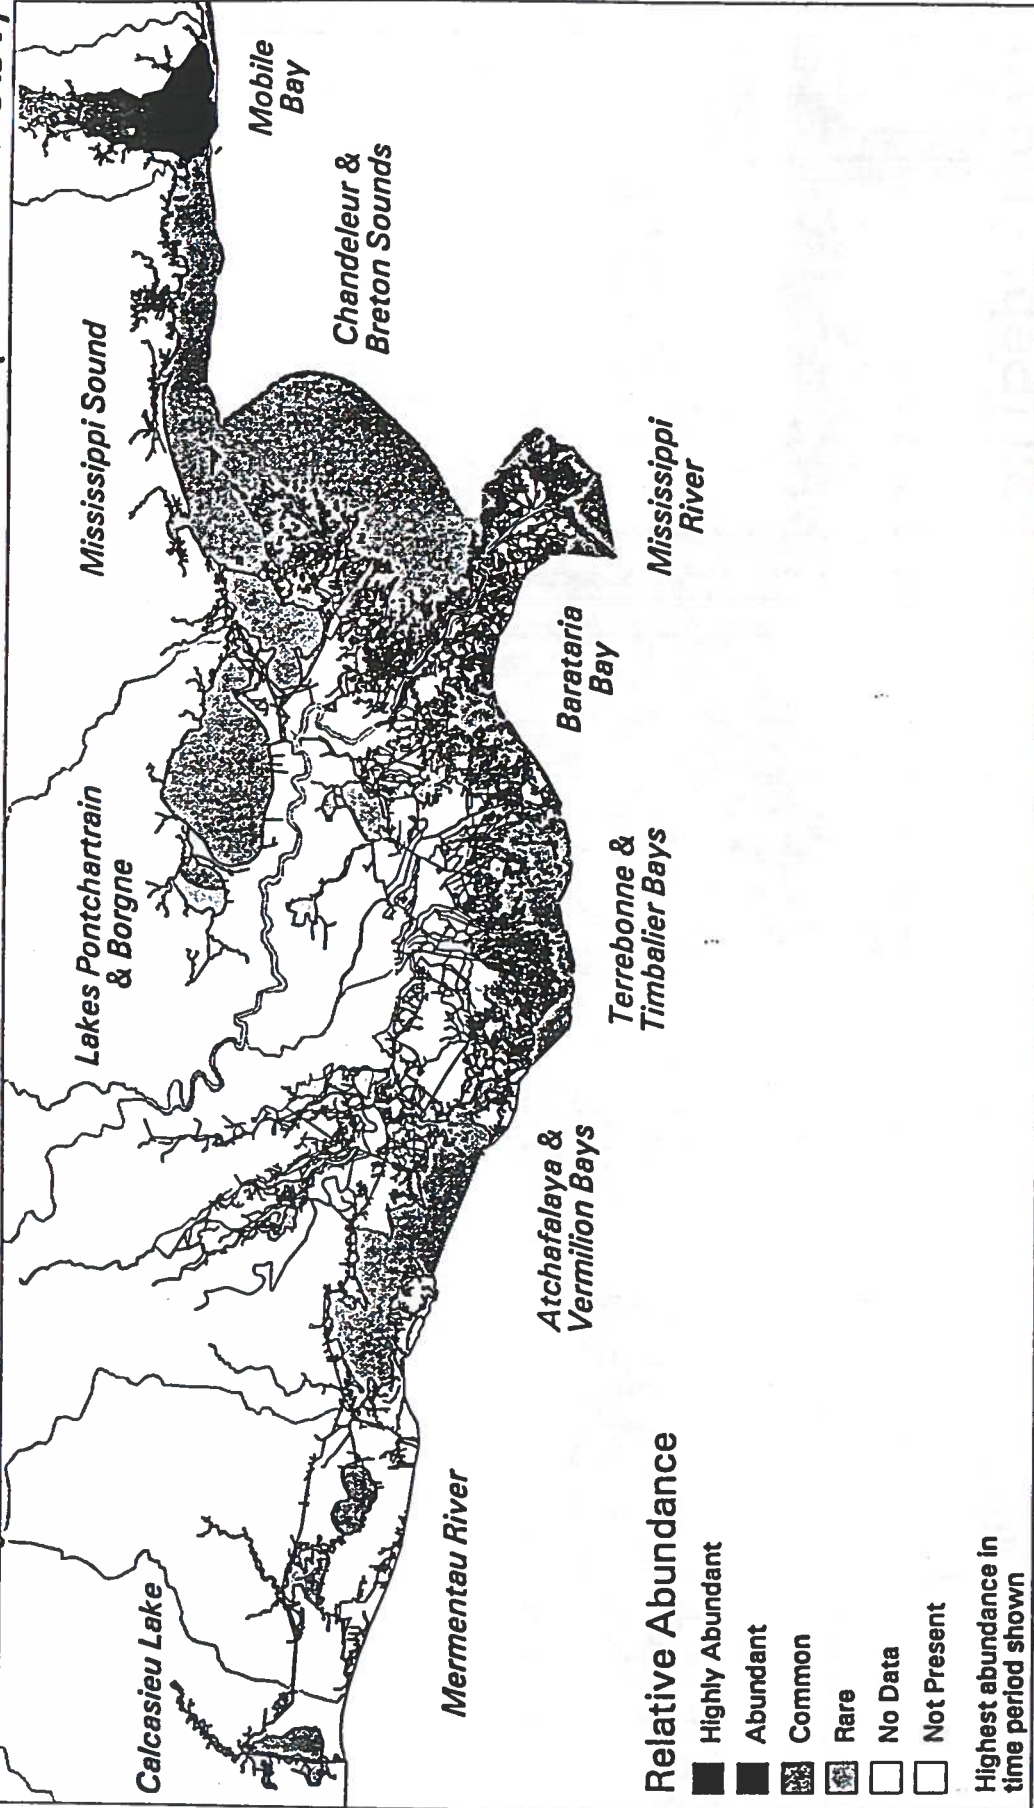 Calcasieu Lake
Mermentau River
Atchafalaya &
Vermilion Bays
Lakes Pontchartrain
& Borgne
Terrebonne &
Timbalier Bays
Barataria
Bay
Mississippi
River
Mississippi Sound
Chandeleur &
Breton Sounds
Mobile
Bay
Relative Abundance
Highly Abundant
Abundant
Common
Rare
No Data
Not Present
Highest abundance in
time period shown